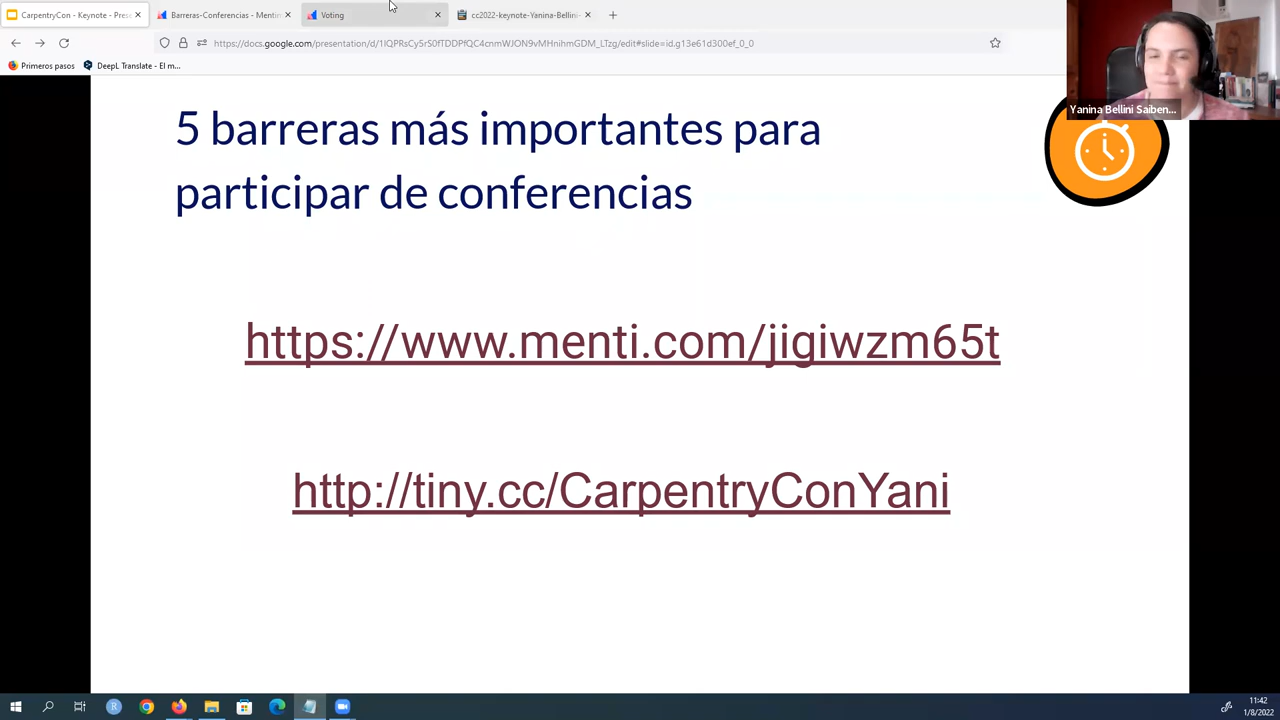 CarpentryCon - Keynote - Pres
Barreras-Conferencias - Mentim
Voting
cc2022-keynote-Yanina-Bellini-
https://docs.google.com/presentation/d/1IQPRsCy5rS0fTDDPfQC4cnmWJON9vMHnihmGDM_LTzg/edit#slide=id.g13e61d300ef_0_0
Primeros pasos
DeepL Translate - El m...
Yanina Bellini Saiben...
5 barreras más importantes para
participar de conferencias
https://www.menti.com/jigiwzm65t
http://tiny.cc/CarpentryConYani
11:42
1/8/2022